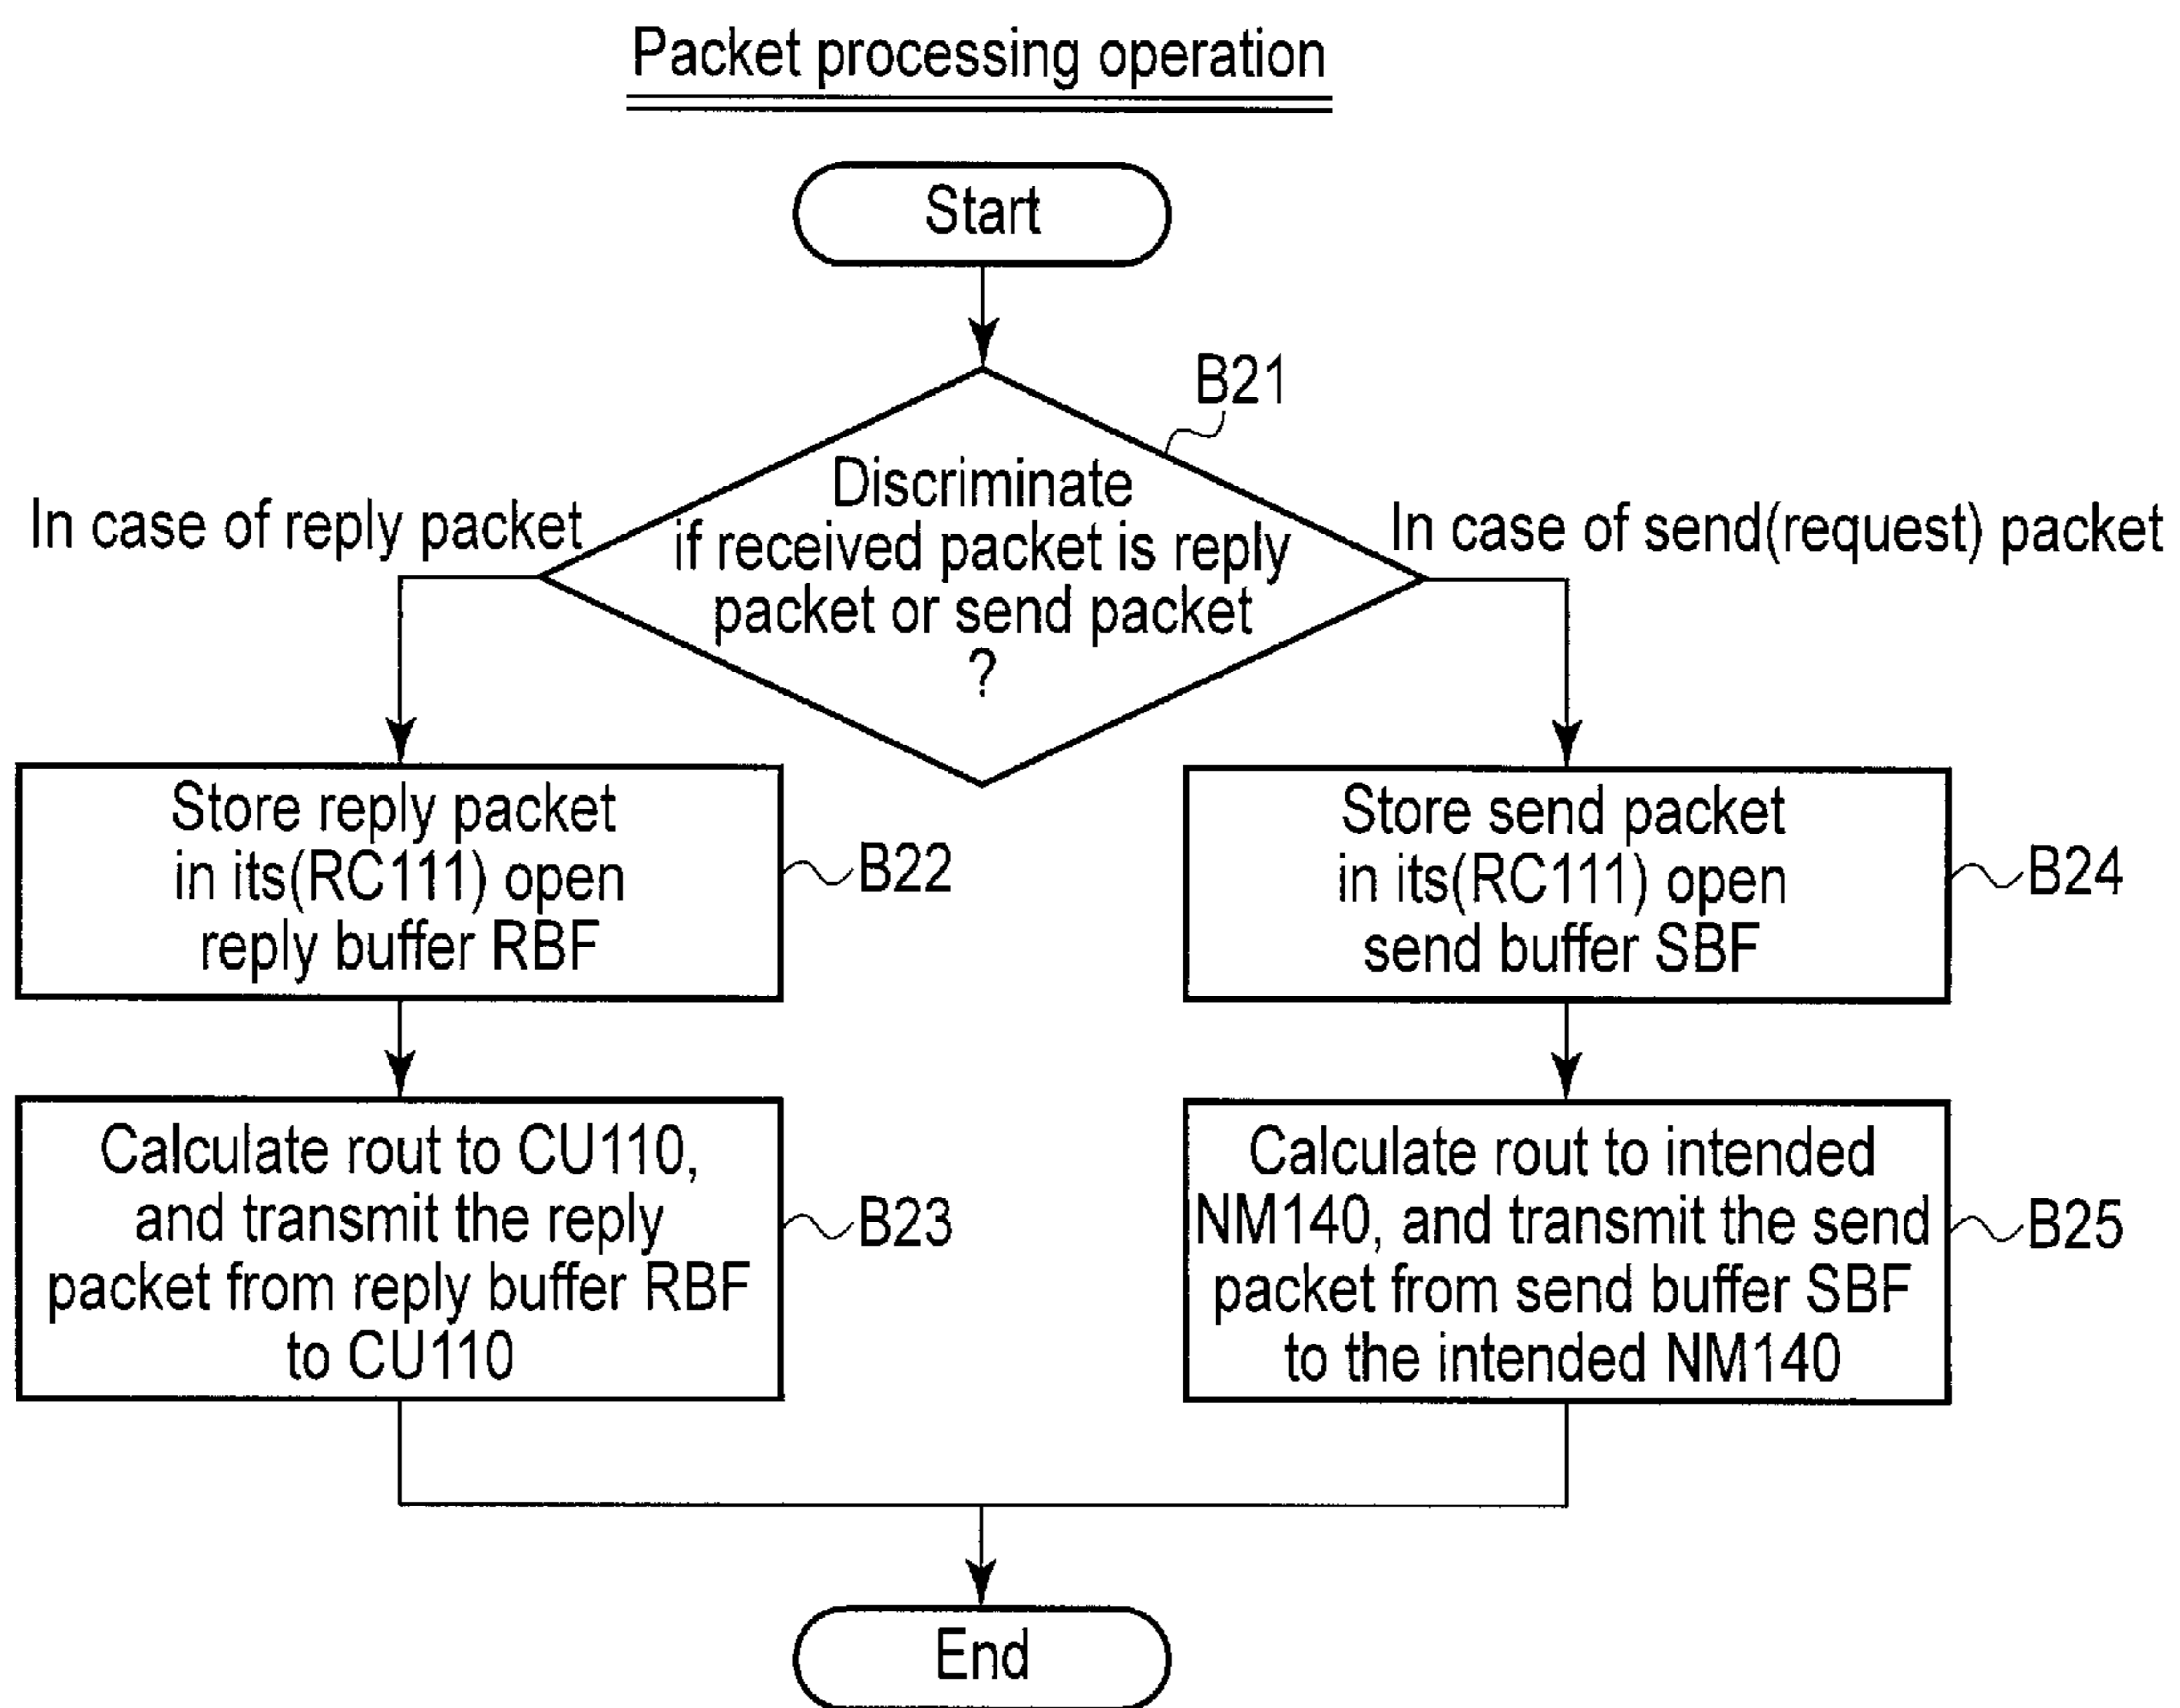 Packet processing operation
Start
B21
Discriminate
if received packet is reply
packet or send packet
?
In case of reply packet
In case of send(request) packet
Store reply packet
in its(RC111) open
reply buffer RBF
B22
Store send packet
in its(RC111) open
send buffer SBF
B24
Calculate rout to CU110,
and transmit the reply
packet from reply buffer RBF
to CU110
B23
Calculate rout to intended
NM140, and transmit the send
packet from send buffer SBF
to the intended NM140
B25
End